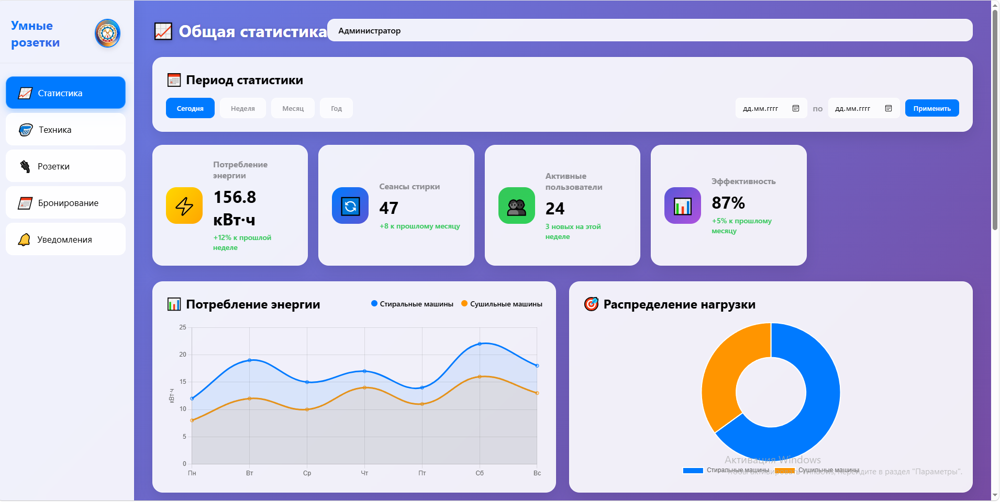 Умные
розетки
Статистика
Техника
Розетки
Бронирование
Уведомления
Общая статистика
Администратор
Период статистики
Сегодня
Неделя
Месяц
Год
дд.мм.гггг
по
дд.мм.гггг
Применить
Потребление
энергии
156.8
кВт·ч
+12% к прошлой
неделе
Сеансы стирки
47
+8 к прошлому месяцу
Активные
пользователи
24
3 новых на этой
неделе
Эффективность
87%
+5% к прошлому
месяцу
Потребление энергии
Стиральные машины
Сушильные машины
25
20
15
10
5
0
кВт·ч
Пн
Вт
Ср
Чт
Пт
Сб
Вс
Распределение нагрузки
Активация Windows
Стиральные машины
Сушильные машины
Чтобы активировать Windows, перейдите в раздел "Параметры".